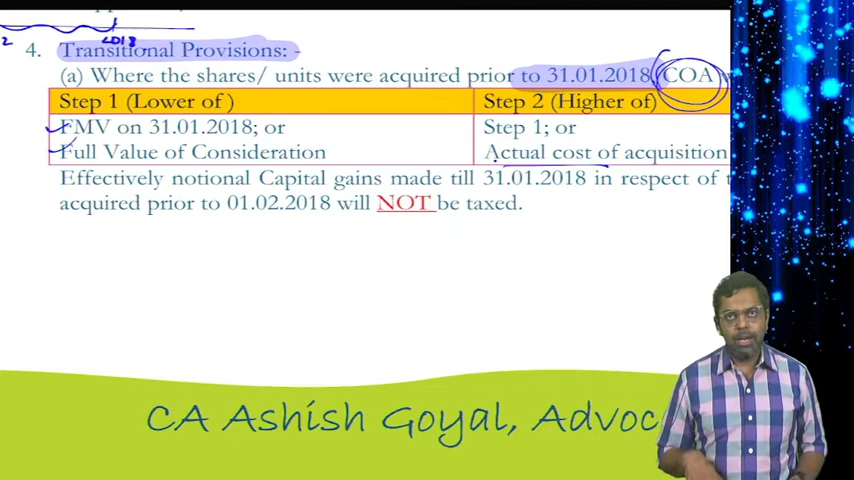 2018
4. Transitional Provisions: -
(a) Where the shares/ units were acquired prior to 31.01.2018, COA
Step 1 (Lower of ) Step 2 (Higher of)
FMV on 31.01.2018; or Step 1; or
Full Value of Consideration Actual cost of acquisition
Effectively notional Capital gains made till 31.01.2018 in respect of
acquired prior to 01.02.2018 will NOT be taxed.
CA Ashish Goyal, Advoc